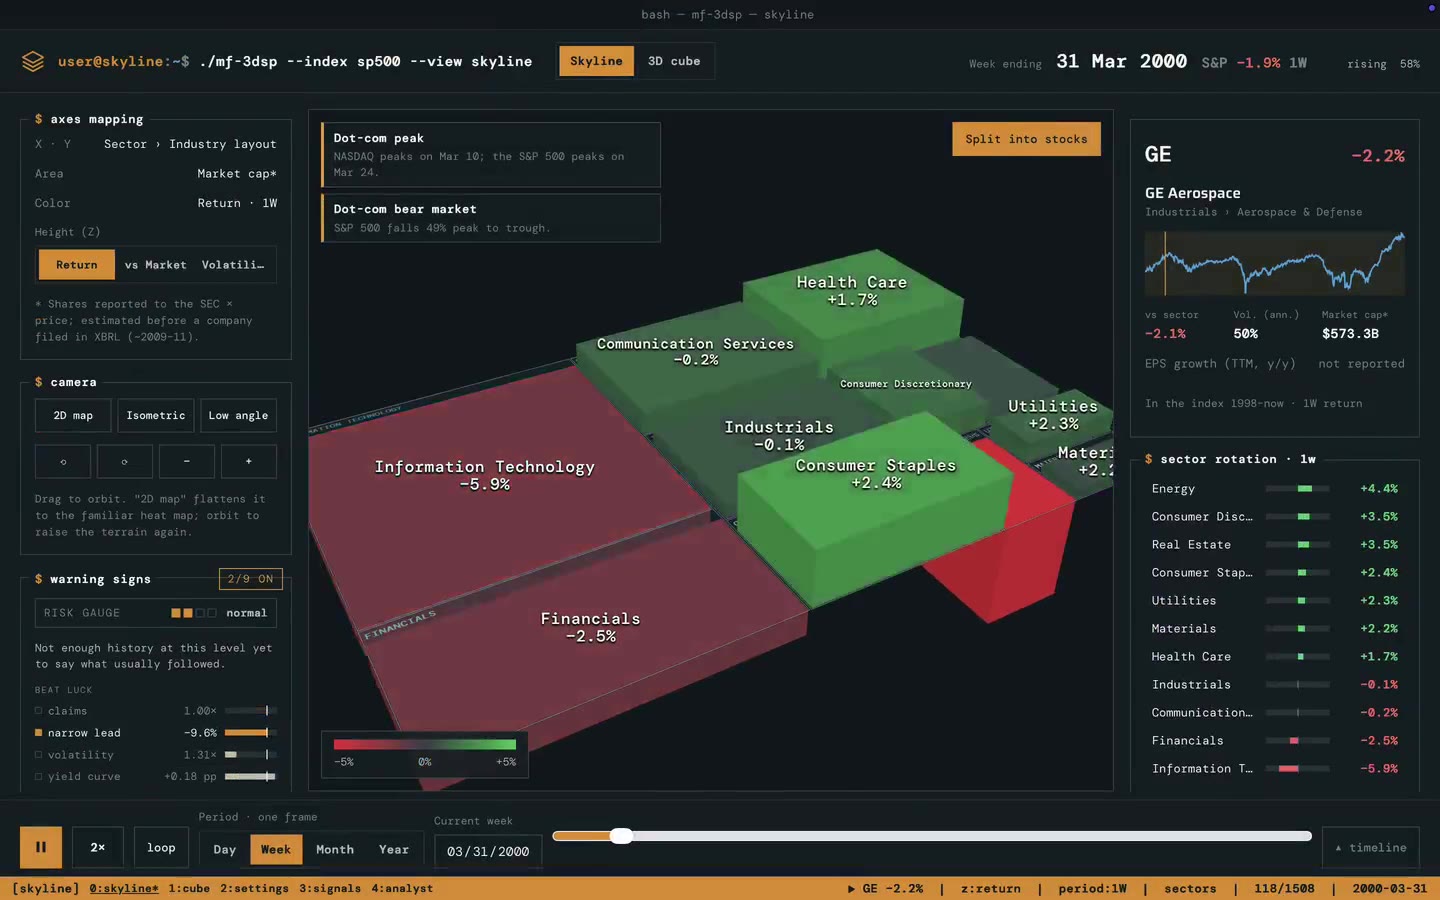 bash — mf-3dsp — skyline
user@skyline:~$ ./mf-3dsp --index sp500 --view skyline
Skyline 3D cube
Week ending 31 Mar 2000 S&P −1.9% 1W rising 58%
$ axes mapping
X · Y Sector › Industry layout
Area Market cap*
Color Return · 1W
Height (Z)
Return vs Market Volatili…
* Shares reported to the SEC ×
price; estimated before a company
filed in XBRL (~2009–11).
$ camera
2D map Isometric Low angle
⟲ ⟳ − +
Drag to orbit. "2D map" flattens it
to the familiar heat map; orbit to
raise the terrain again.
$ warning signs 2/9 ON
RISK GAUGE normal
Not enough history at this level yet
to say what usually followed.
BEAT LUCK
claims 1.00×
narrow lead −9.6%
volatility 1.31×
yield curve +0.18 pp
Dot-com peak
NASDAQ peaks on Mar 10; the S&P 500 peaks on
Mar 24.
Dot-com bear market
S&P 500 falls 49% peak to trough.
Split into stocks
Health Care
+1.7%
Communication Services
−0.2%
Consumer Discretionary
Utilities
+2.3%
Industrials
−0.1%
Materi
+2.2
Consumer Staples
+2.4%
MATION TECHNOLOGY
Information Technology
−5.9%
FINANCIALS
Financials
−2.5%
−5% 0% +5%
GE −2.2%
GE Aerospace
Industrials › Aerospace & Defense
vs sector Vol. (ann.) Market cap*
−2.1% 50% $573.3B
EPS growth (TTM, y/y) not reported
In the index 1998–now · 1W return
$ sector rotation · 1w
Energy +4.4%
Consumer Disc… +3.5%
Real Estate +3.5%
Consumer Stap… +2.4%
Utilities +2.3%
Materials +2.2%
Health Care +1.7%
Industrials −0.1%
Communication… −0.2%
Financials −2.5%
Information T… −5.9%
Period · one frame
2× loop
Day Week Month Year
Current week
03/31/2000
▲ timeline
[skyline] 0:skyline* 1:cube 2:settings 3:signals 4:analyst
▶ GE −2.2% | z:return | period:1W | sectors | 118/1508 | 2000-03-31